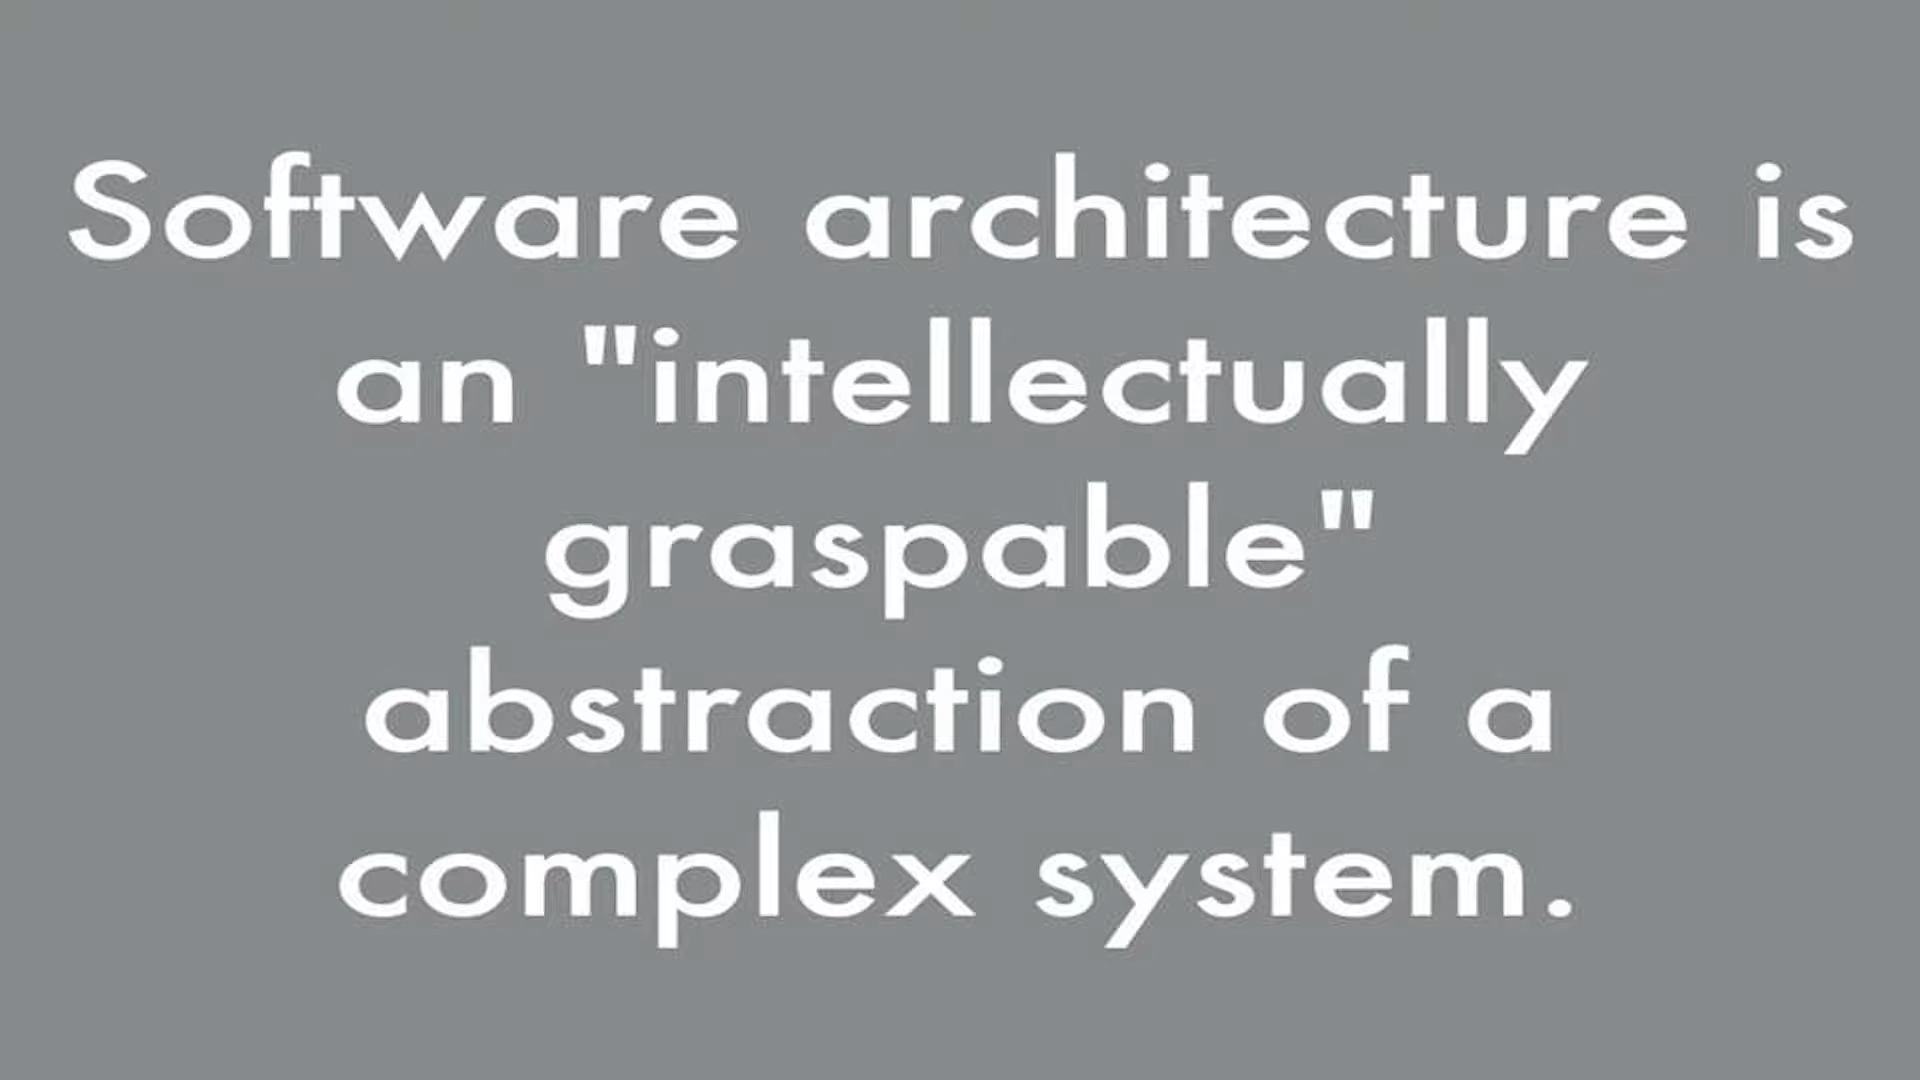 Software architecture is
an "intellectually
graspable"
abstraction of a
complex system.